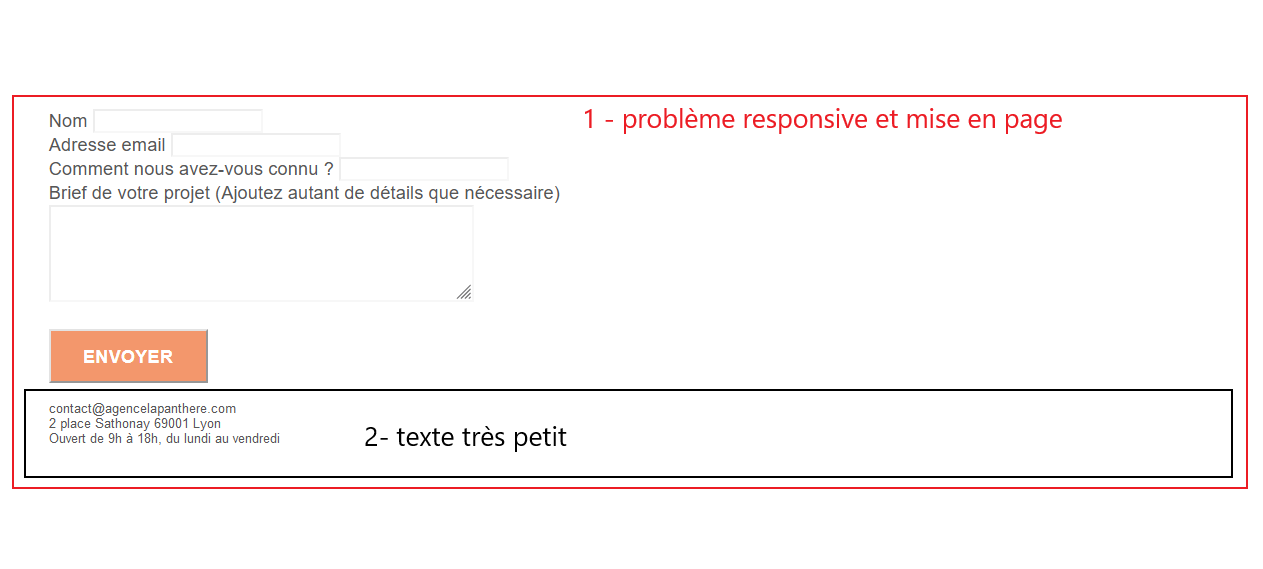 Nom
1 - problème responsive et mise en page
Adresse email
Comment nous avez-vous connu ?
Brief de votre projet (Ajoutez autant de détails que nécessaire)
ENVOYER
contact@agencelapanthere.com
2 place Sathonay 69001 Lyon
Ouvert de 9h à 18h, du lundi au vendredi
2- texte très petit